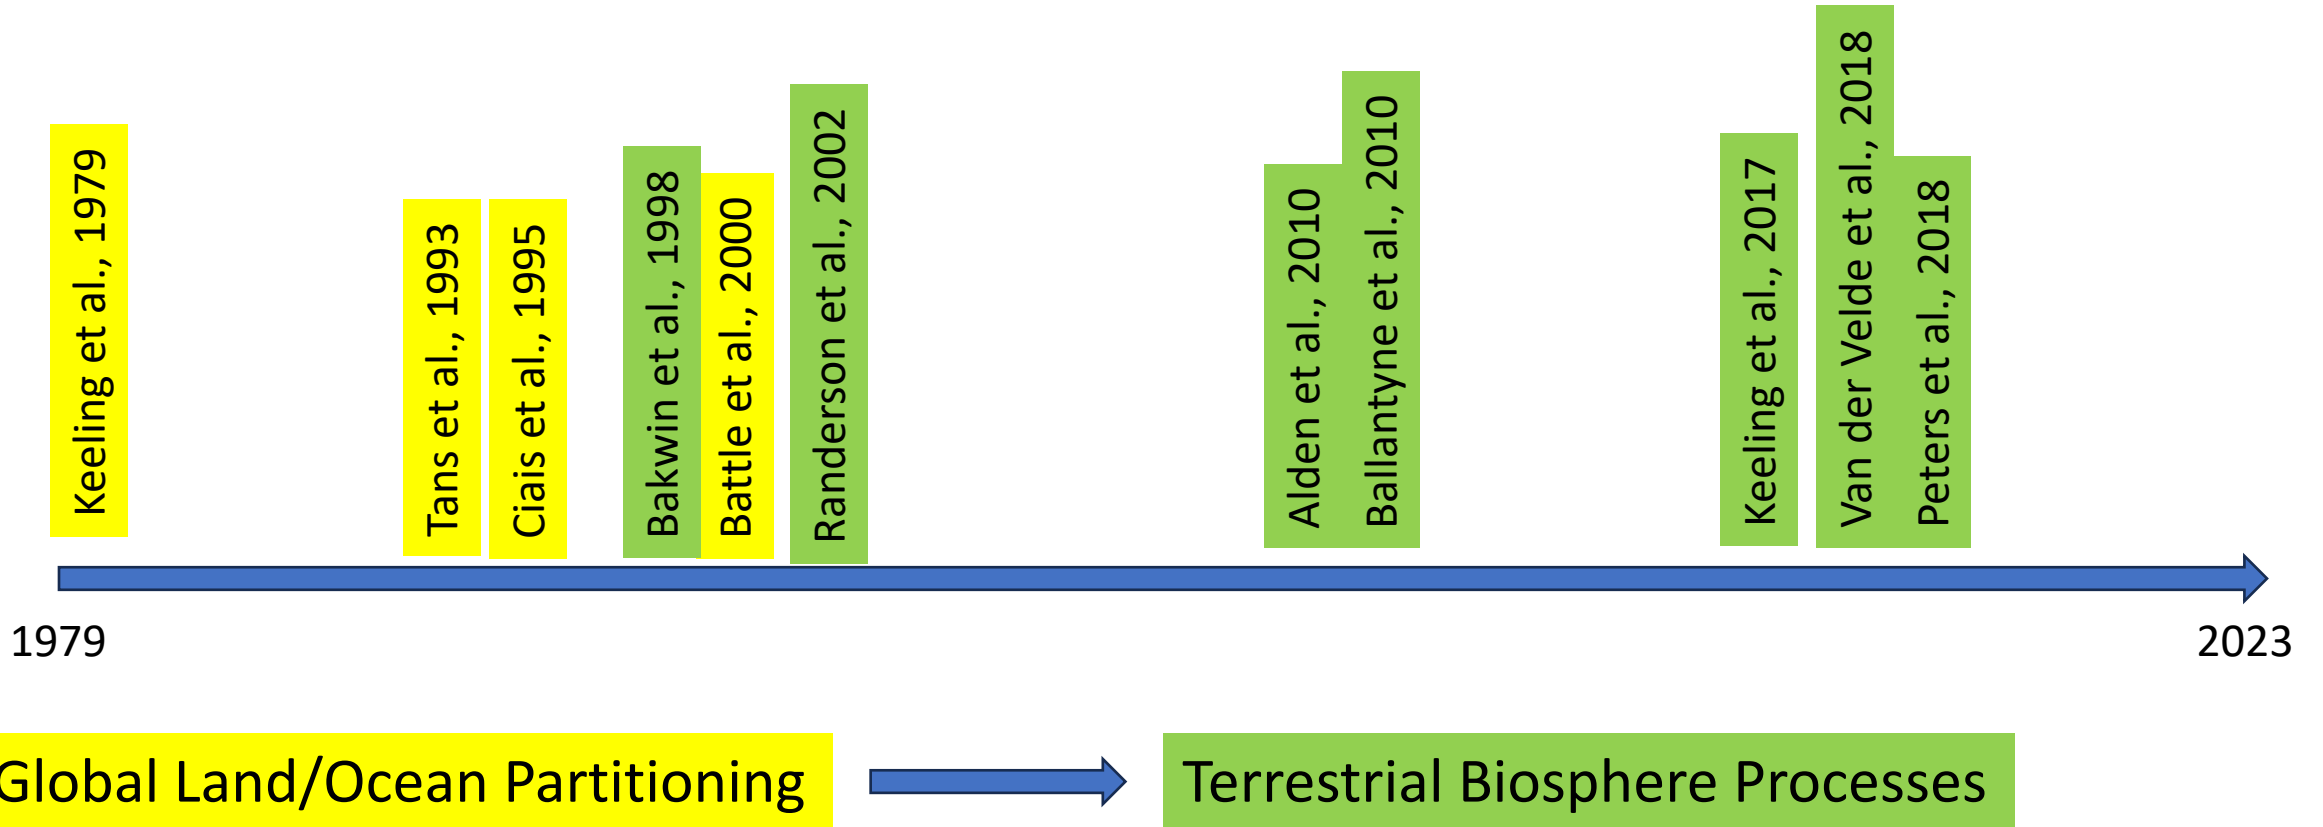 Keeling et al., 1979
Tans et al., 1993
Ciais et al., 1995
Bakwin et al., 1998
Battle et al., 2000
Randerson et al., 2002
Alden et al., 2010
Ballantyne et al., 2010
Keeling et al., 2017
Van der Velde et al., 2018
Peters et al., 2018
1979
2023
Global Land/Ocean Partitioning
Terrestrial Biosphere Processes